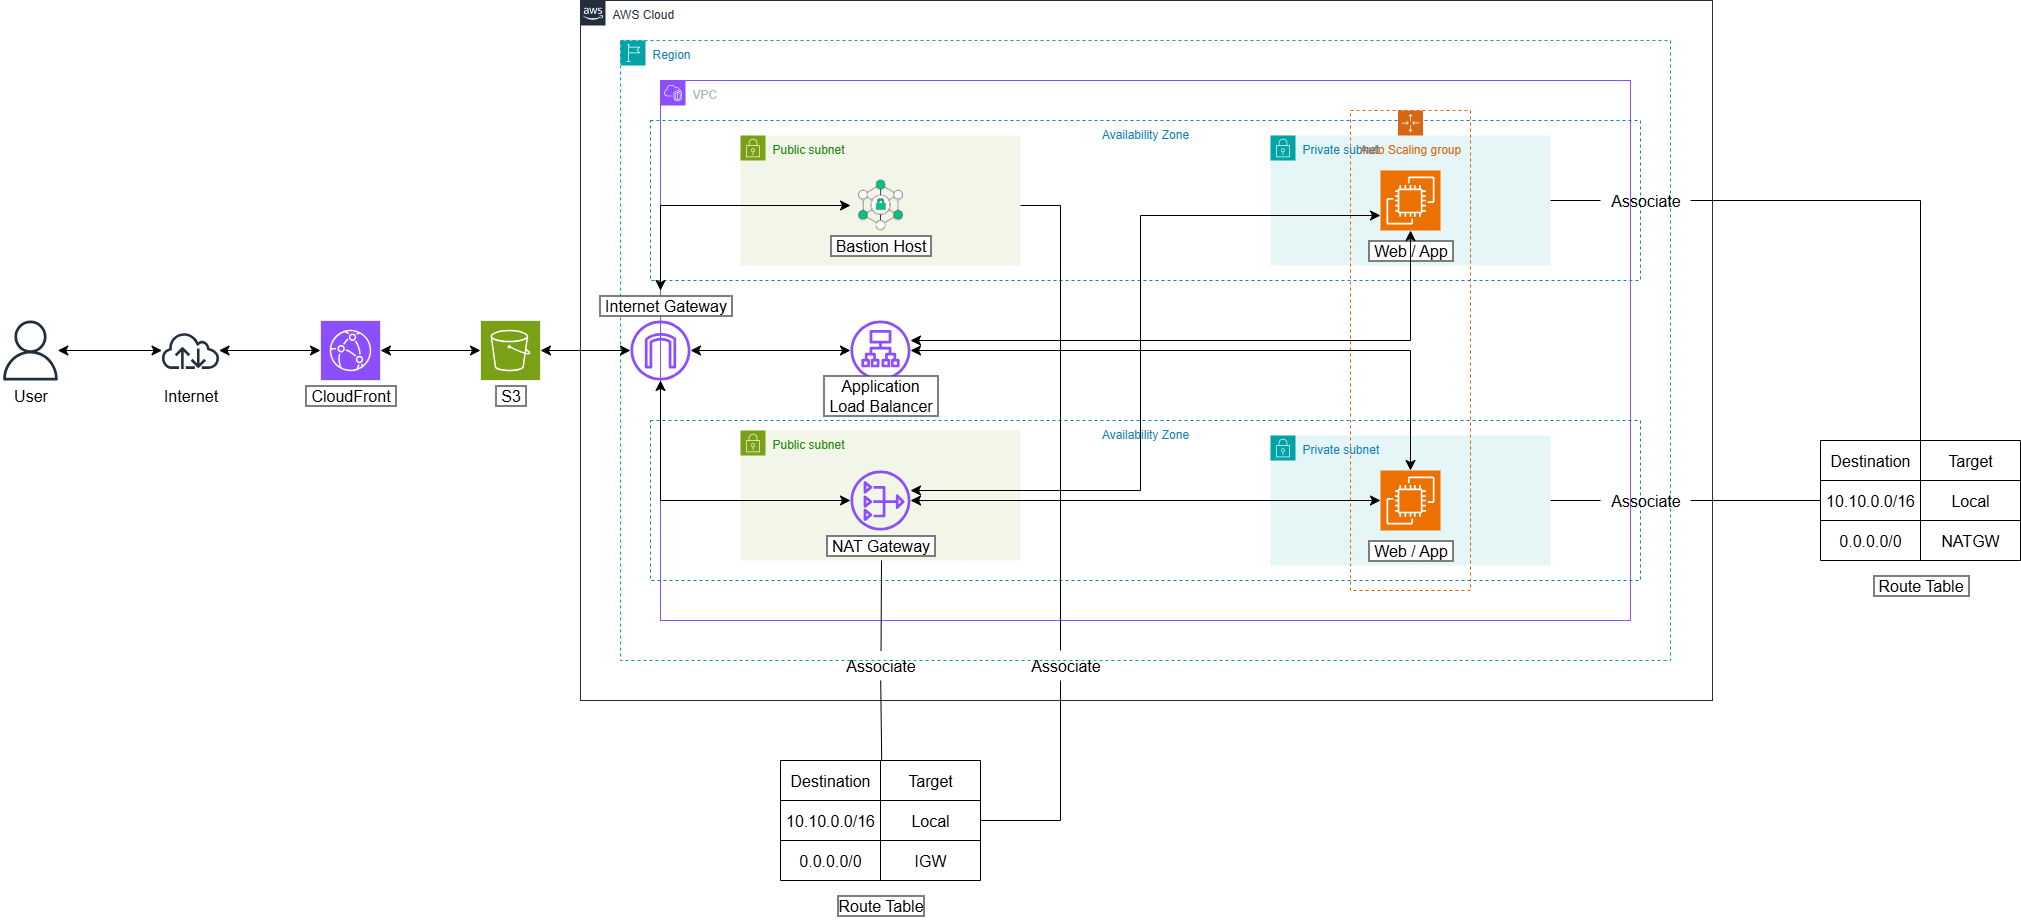 aws
AWS Cloud
Region
VPC
Availability Zone
Public subnet
Private subnet
Auto Scaling group
Bastion Host
Web / App
Associate
Internet Gateway
User
Internet
CloudFront
S3
Application
Load Balancer
Availability Zone
Public subnet
Private subnet
NAT Gateway
Web / App
Associate
Destination Target
10.10.0.0/16 Local
0.0.0.0/0 NATGW
Route Table
Associate
Associate
Destination Target
10.10.0.0/16 Local
0.0.0.0/0 IGW
Route Table